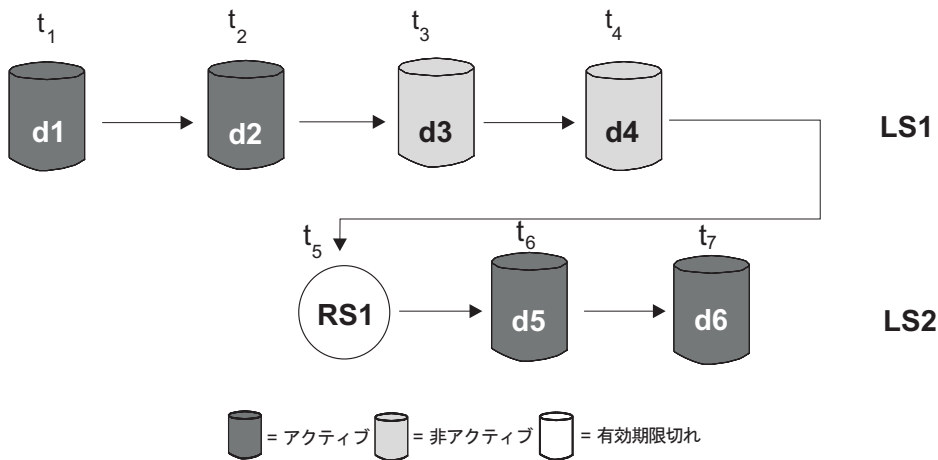 t1 t2 t3 t4
d1 d2 d3 d4 LS1
t5 t6 t7
RS1 d5 d6 LS2
= アクティブ = 非アクティブ = 有効期限切れ